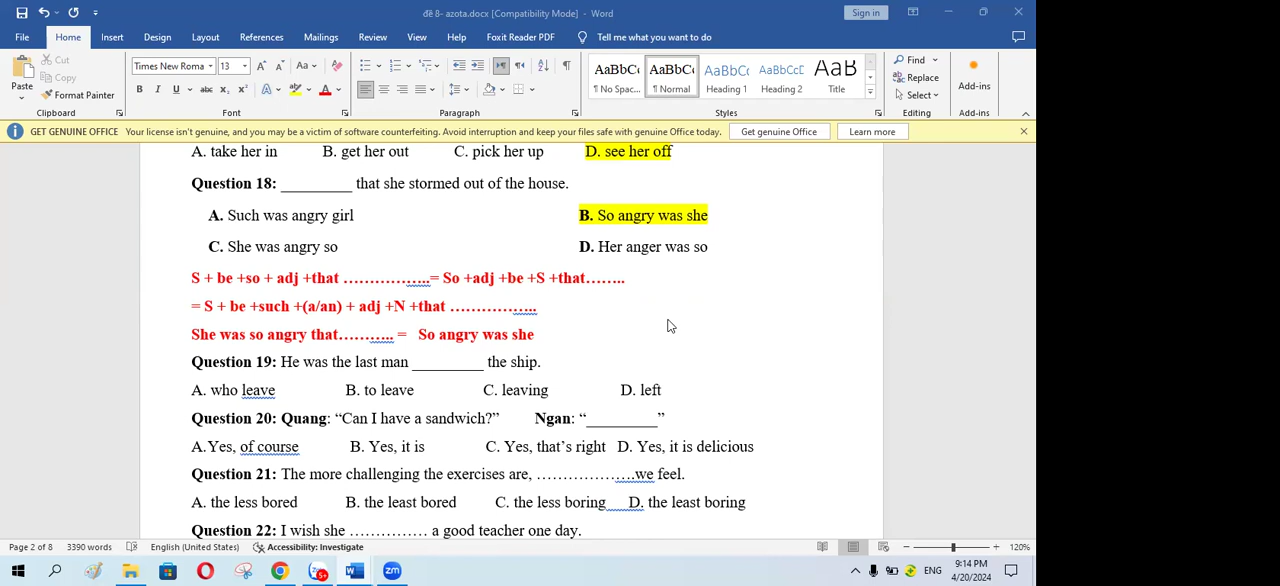 đề 8- azota.docx [Compatibility Mode] - Word
Sign in
File Home Insert Design Layout References Mailings Review View Help Foxit Reader PDF Tell me what you want to do
Paste
Cut
Copy
Format Painter
Clipboard
Times New Roma 13
Font
Paragraph
AaBbCc ¶ No Spac...
AaBbCc ¶ Normal
AaBbCc Heading 1
AaBbCcD Heading 2
AaB Title
Styles
Find
Replace
Select
Editing
Add-ins
Add-ins
GET GENUINE OFFICE Your license isn't genuine, and you may be a victim of software counterfeiting. Avoid interruption and keep your files safe with genuine Office today. Get genuine Office Learn more
A. take her in B. get her out C. pick her up D. see her off
Question 18: _________ that she stormed out of the house.
A. Such was angry girl B. So angry was she
C. She was angry so D. Her anger was so
S + be +so + adj +that ……………..= So +adj +be +S +that……..
= S + be +such +(a/an) + adj +N +that ……………..
She was so angry that……….. = So angry was she
Question 19: He was the last man _________ the ship.
A. who leave B. to leave C. leaving D. left
Question 20: Quang: “Can I have a sandwich?” Ngan: “_________”
A.Yes, of course B. Yes, it is C. Yes, that’s right D. Yes, it is delicious
Question 21: The more challenging the exercises are, ……………….we feel.
A. the less bored B. the least bored C. the less boring D. the least boring
Question 22: I wish she …………… a good teacher one day.
Page 2 of 8 3390 words English (United States) Accessibility: Investigate 120%
ENG
9:14 PM
4/20/2024